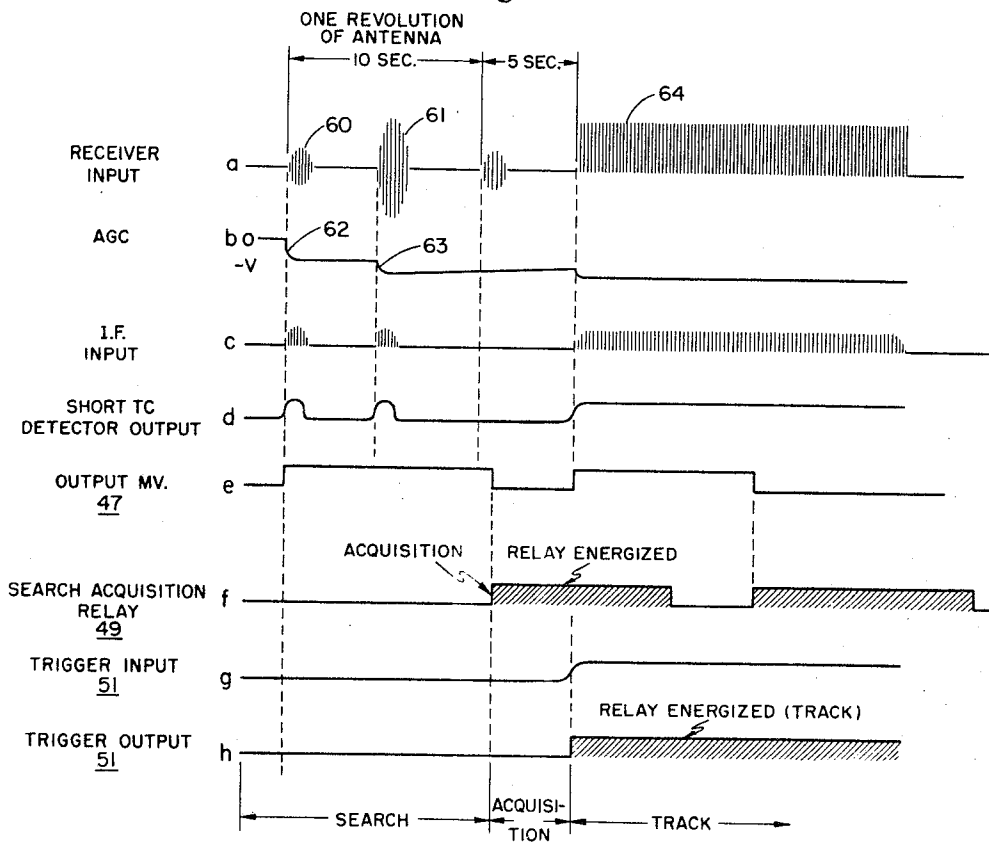 ONE REVOLUTION
OF ANTENNA
10 SEC.
5 SEC.
60
61
64
RECEIVER
INPUT
a
AGC
b o
-V
62
63
I.F.
INPUT
c
SHORT TC
DETECTOR OUTPUT
d
OUTPUT MV.
47
e
ACQUISITION
RELAY ENERGIZED
SEARCH ACQUISITION
RELAY
49
f
TRIGGER INPUT
51
g
RELAY ENERGIZED (TRACK)
TRIGGER OUTPUT
51
h
SEARCH
ACQUISI-
TION
TRACK